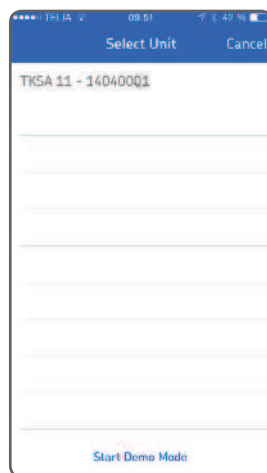 TELIA 09:51 42 %
Select Unit Cancel
TKSA 11 - 14040001
Start Demo Mode